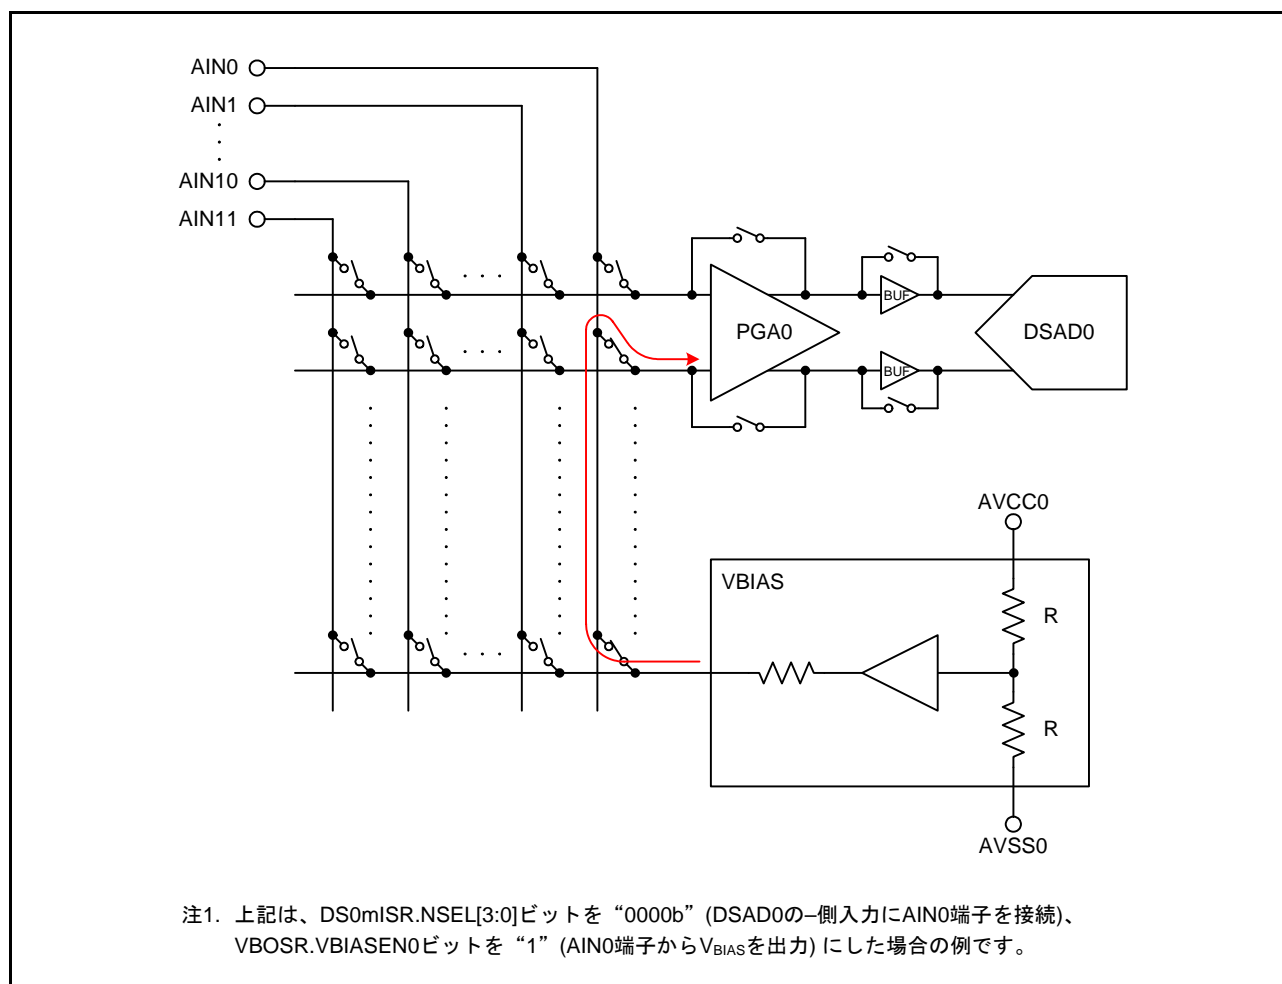 AIN0
AIN1
AIN10
AIN11
PGA0
BUF
BUF
DSAD0
AVCC0
VBIAS
R
R
AVSS0
注1. 上記は、DS0mISR.NSEL[3:0]ビットを“0000b”(DSAD0の–側入力にAIN0端子を接続)、
VBOSR.VBIASEN0ビットを“1”(AIN0端子からVBIASを出力) にした場合の例です。